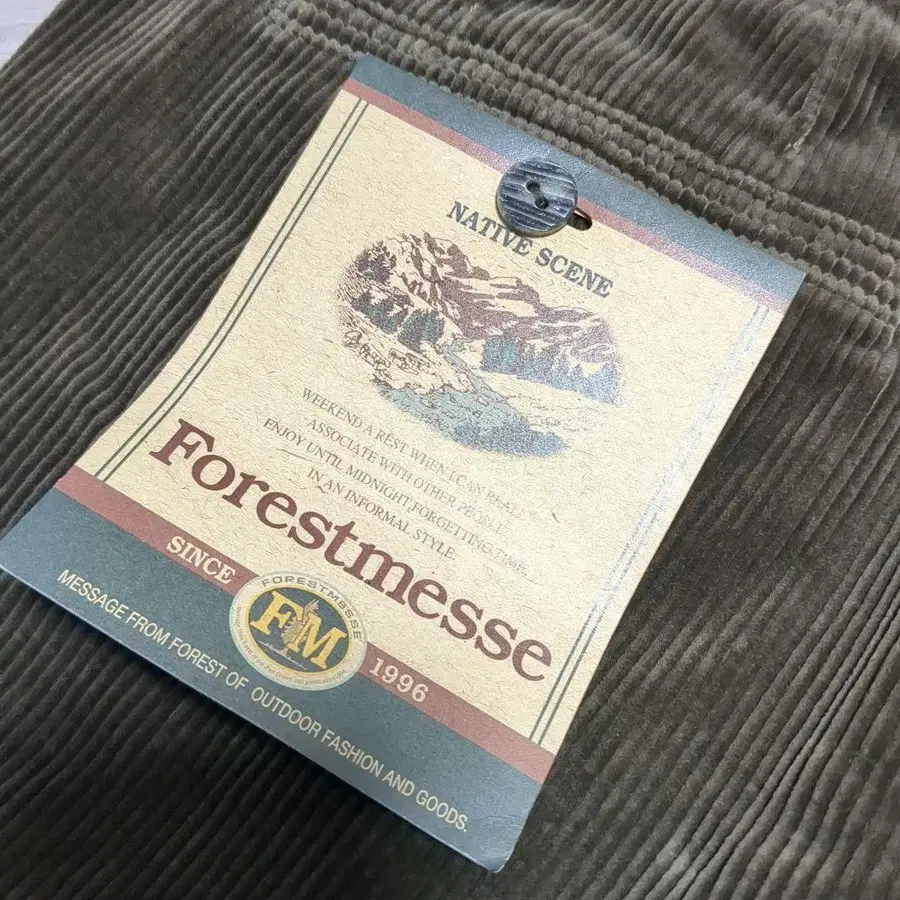 NATIVE SCENE
WEEKEND A REST WHEN I CAN REALLY
ASSOCIATE WITH OTHER PEOPLE
ENJOY UNTIL MIDNIGHT, FORGETTING TIME,
IN AN INFORMAL STYLE.
Forestmesse
SINCE 1996
FORESTMESSE
FM
MESSAGE FROM FOREST OF OUTDOOR FASHION AND GOODS.